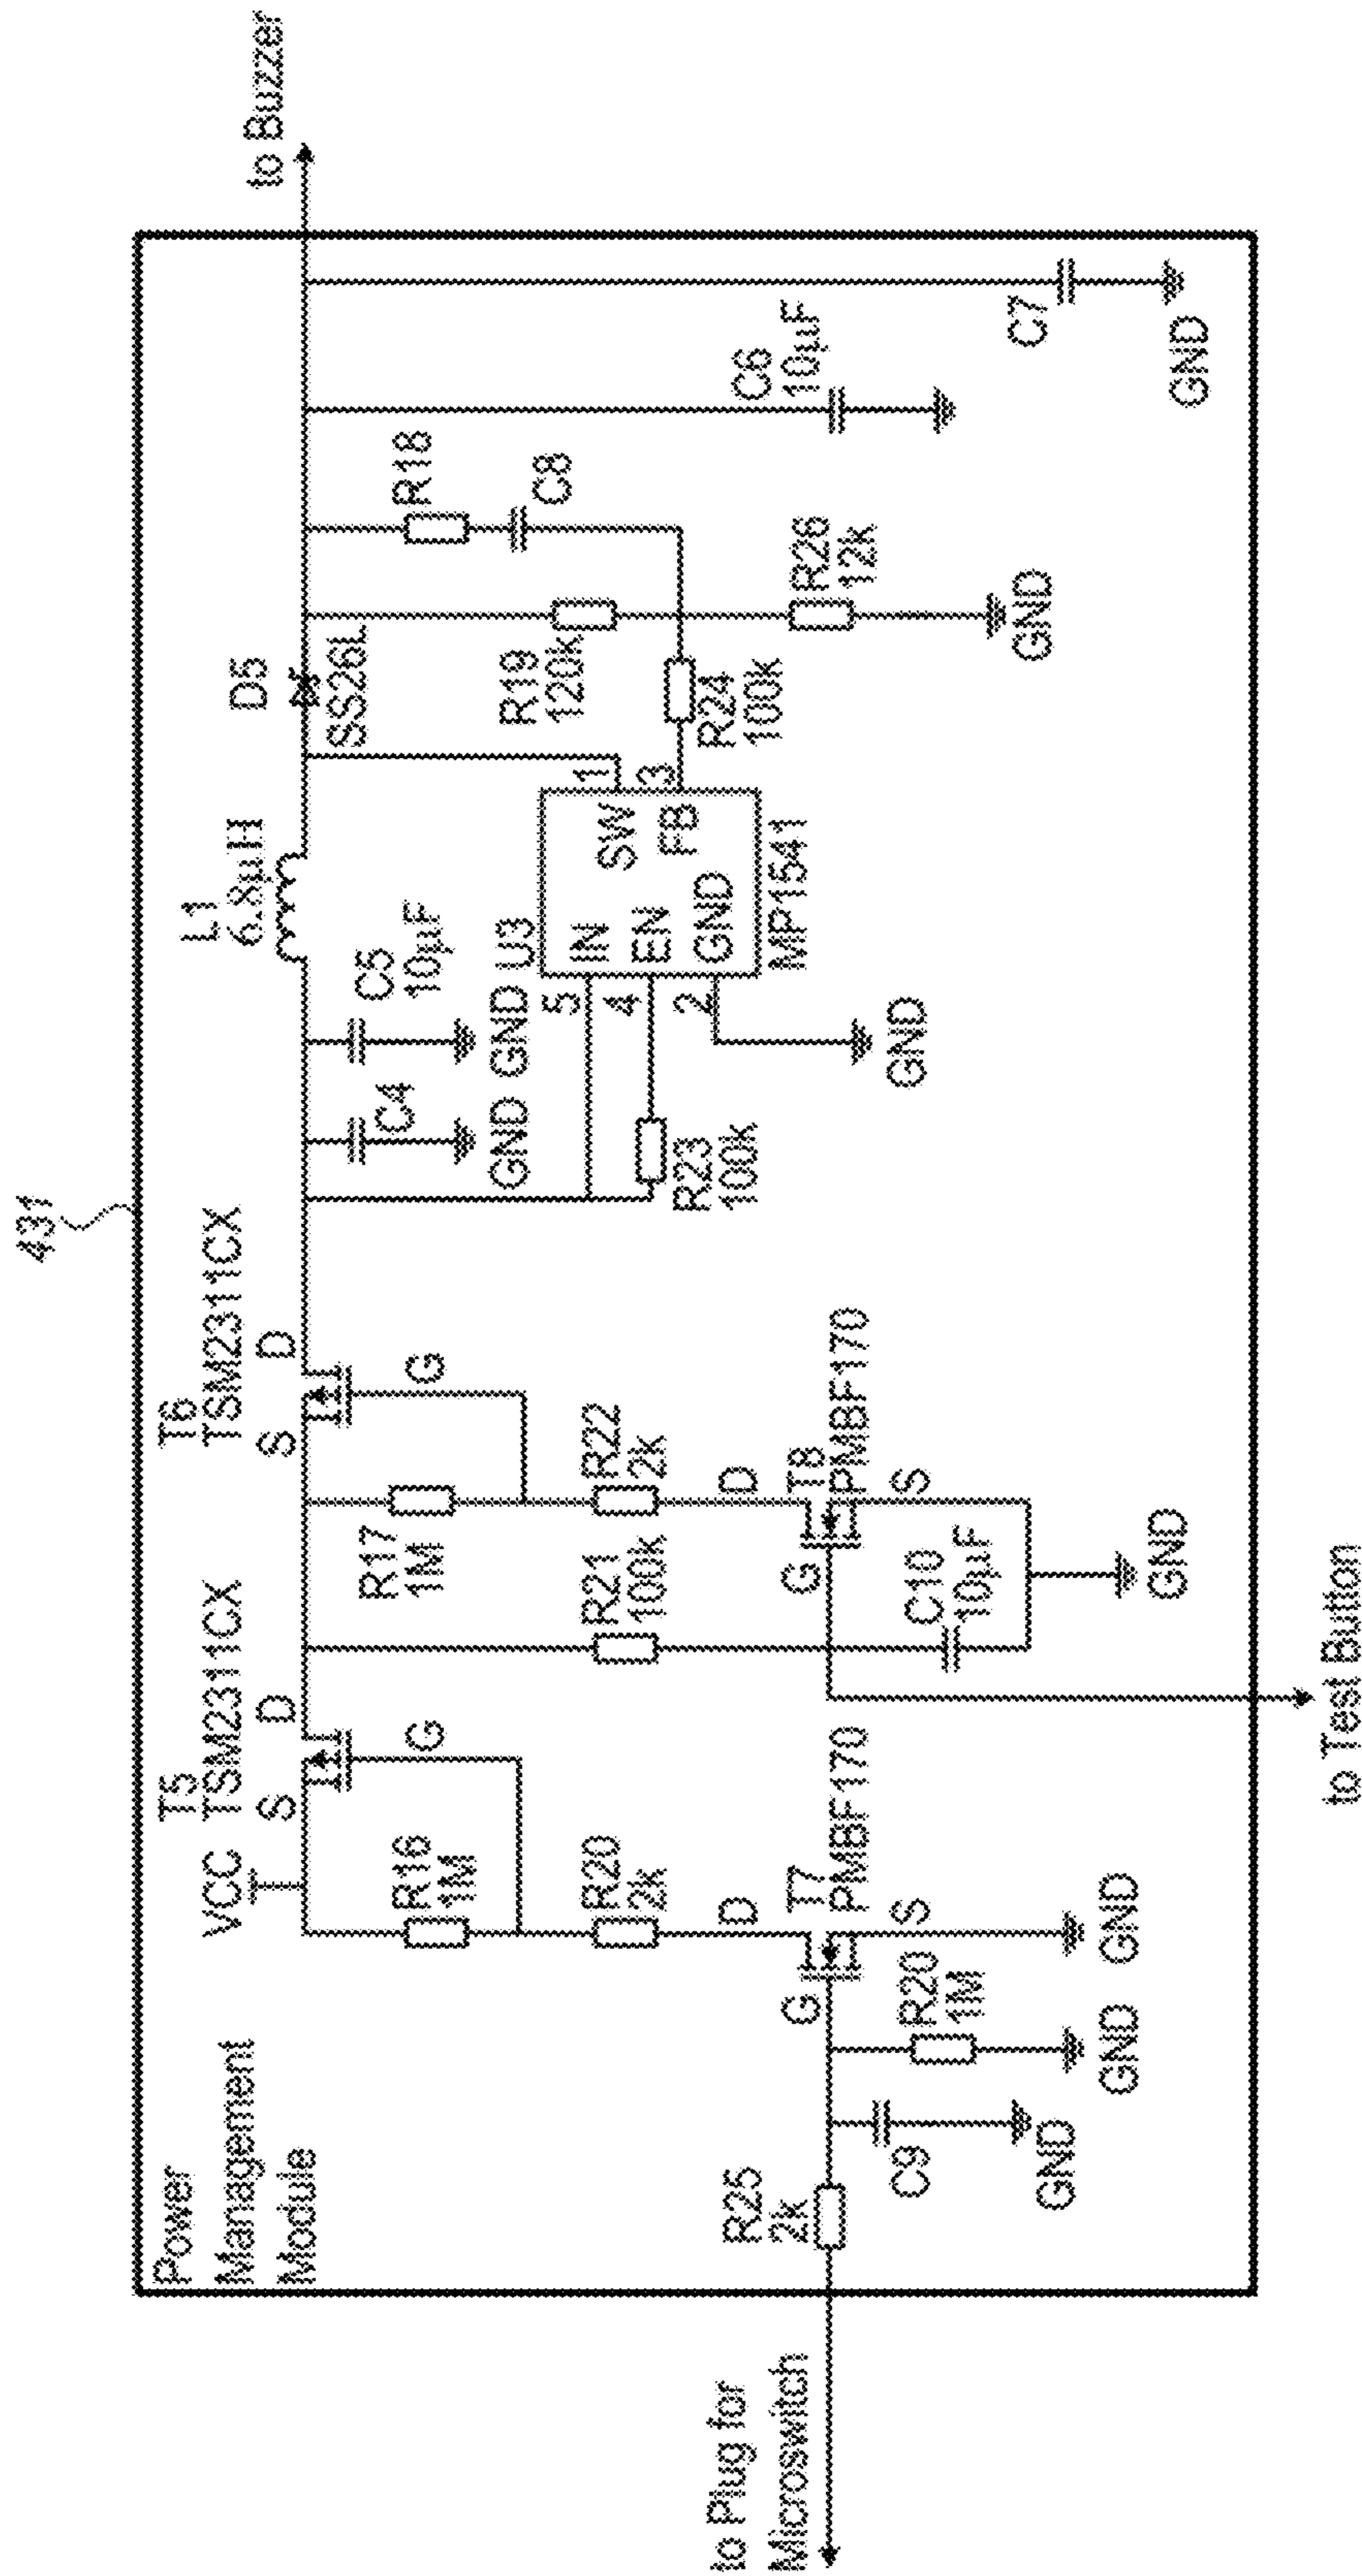 431
Power
Management
Module
VCC
T5
TSM2311CX
S
D
G
R16
1M
R20
2k
D
T7
PMBF170
G
S
R20
1M
GND
GND
C9
GND
R25
2k
to Plug for
Microswitch
T6
TSM2311CX
S
D
G
R17
1M
R21
100k
R22
2k
D
T8
PMBF170
G
S
C10
10µF
GND
to Test Button
C4
GND
C5
10µF
GND
L1
6.8µH
U3
IN
EN
GND
SW
FB
5
4
2
1
3
MP1541
GND
R23
100k
D5
SS26L
R19
120k
R24
100k
R18
C8
R26
12k
GND
C6
10µF
C7
GND
to Buzzer